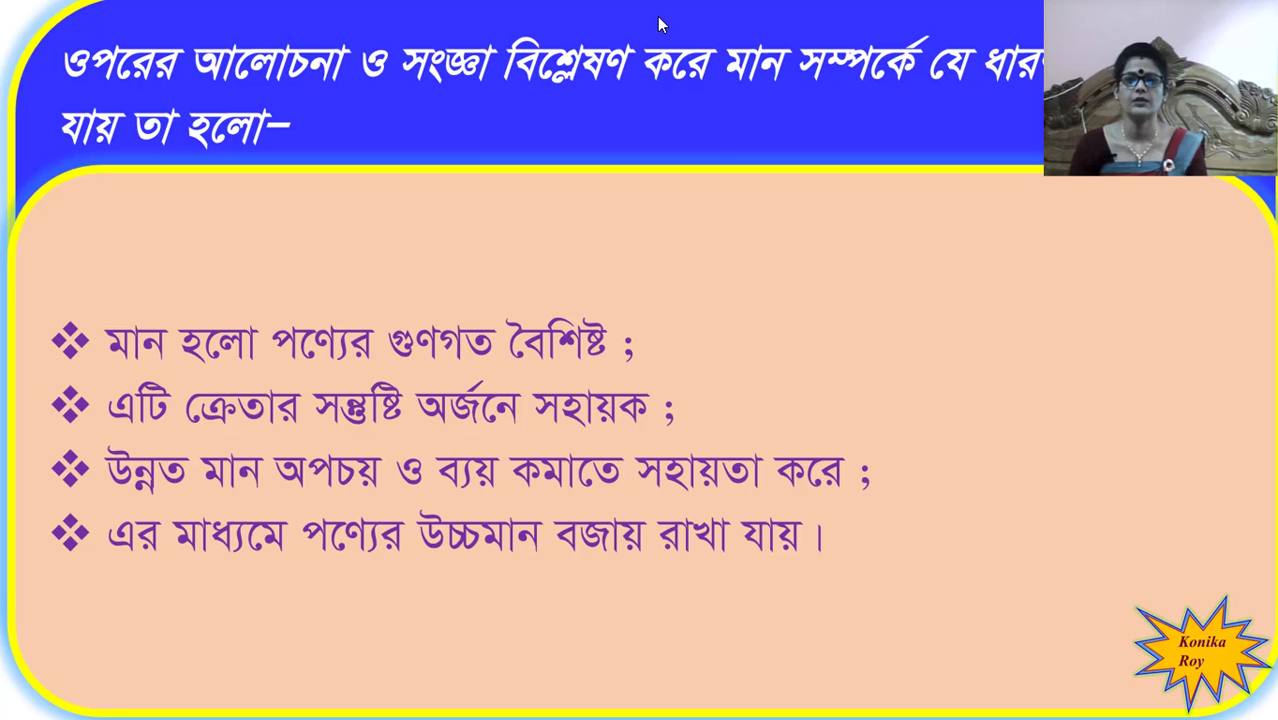 ওপরের আলোচনা ও সংজ্ঞা বিশ্লেষণ করে মান সম্পর্কে যে
যায় তা হলো–
❖ মান হলো পণ্যের গুণগত বৈশিষ্ট ;
❖ এটি ক্রেতার সন্তুষ্টি অর্জনে সহায়ক ;
❖ উন্নত মান অপচয় ও ব্যয় কমাতে সহায়তা করে ;
❖ এর মাধ্যমে পণ্যের উচ্চমান বজায় রাখা যায় ।
Konika
Roy